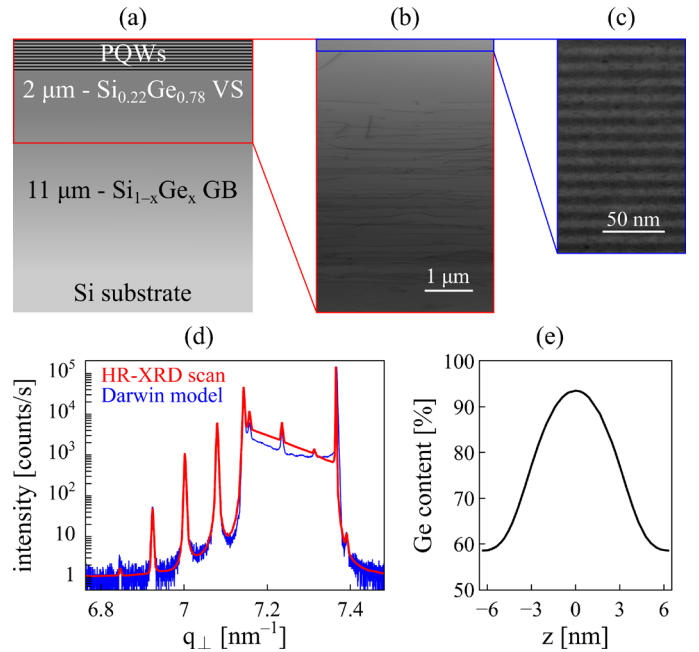 (a)
(b)
(c)
PQWs
2 μm - Si0.22Ge0.78 VS
11 μm - Si1−xGex GB
Si substrate
1 μm
50 nm
(d)
(e)
HR-XRD scan
Darwin model
intensity [counts/s]
10^5
10^4
10^3
10^2
10
1
6.8
7
7.2
7.4
q⊥ [nm−1]
Ge content [%]
100
90
80
70
60
50
−6
−3
0
3
6
z [nm]